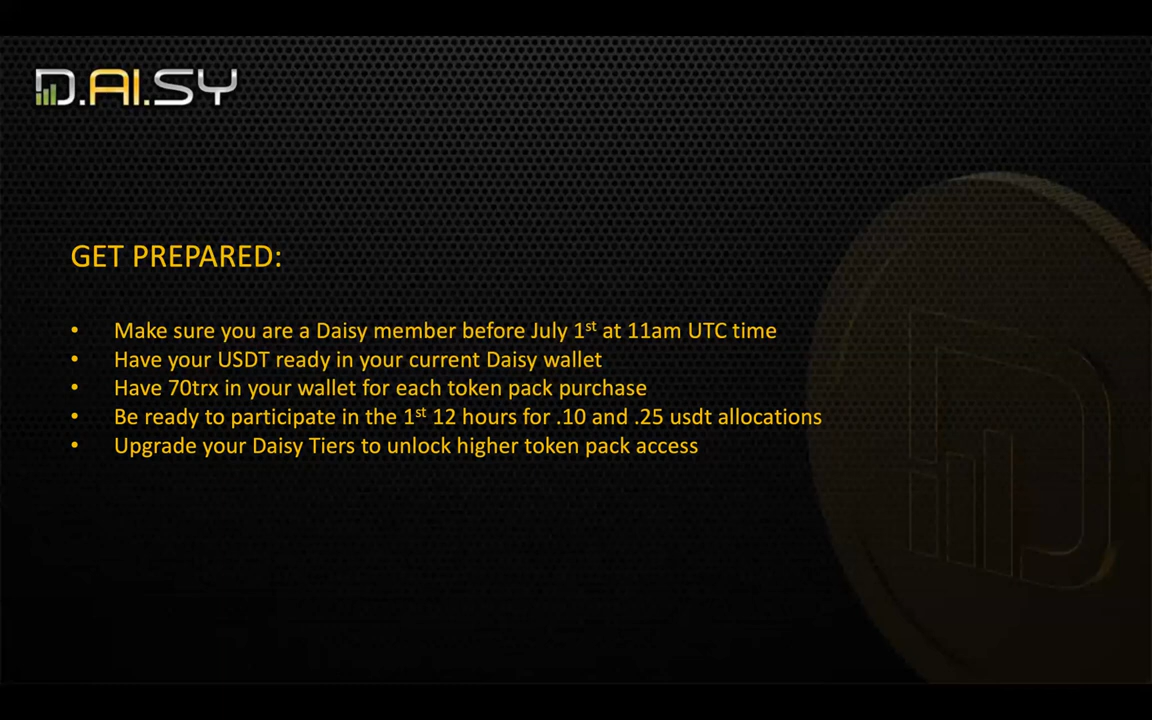 D.AI.SY
GET PREPARED:
• Make sure you are a Daisy member before July 1st at 11am UTC time
• Have your USDT ready in your current Daisy wallet
• Have 70trx in your wallet for each token pack purchase
• Be ready to participate in the 1st 12 hours for .10 and .25 usdt allocations
• Upgrade your Daisy Tiers to unlock higher token pack access